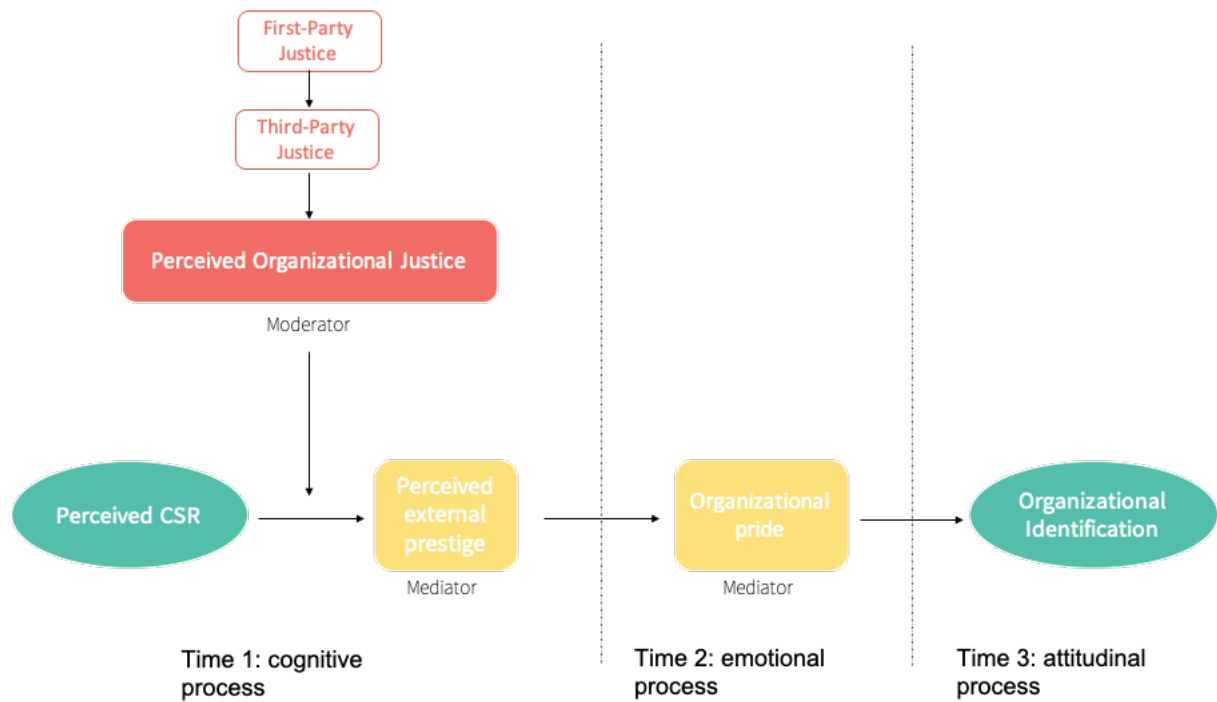 First-Party
Justice
Third-Party
Justice
Perceived Organizational Justice
Moderator
Perceived CSR
Perceived
external
prestige
Mediator
Organizational
pride
Mediator
Organizational
Identification
Time 1: cognitive
process
Time 2: emotional
process
Time 3: attitudinal
process